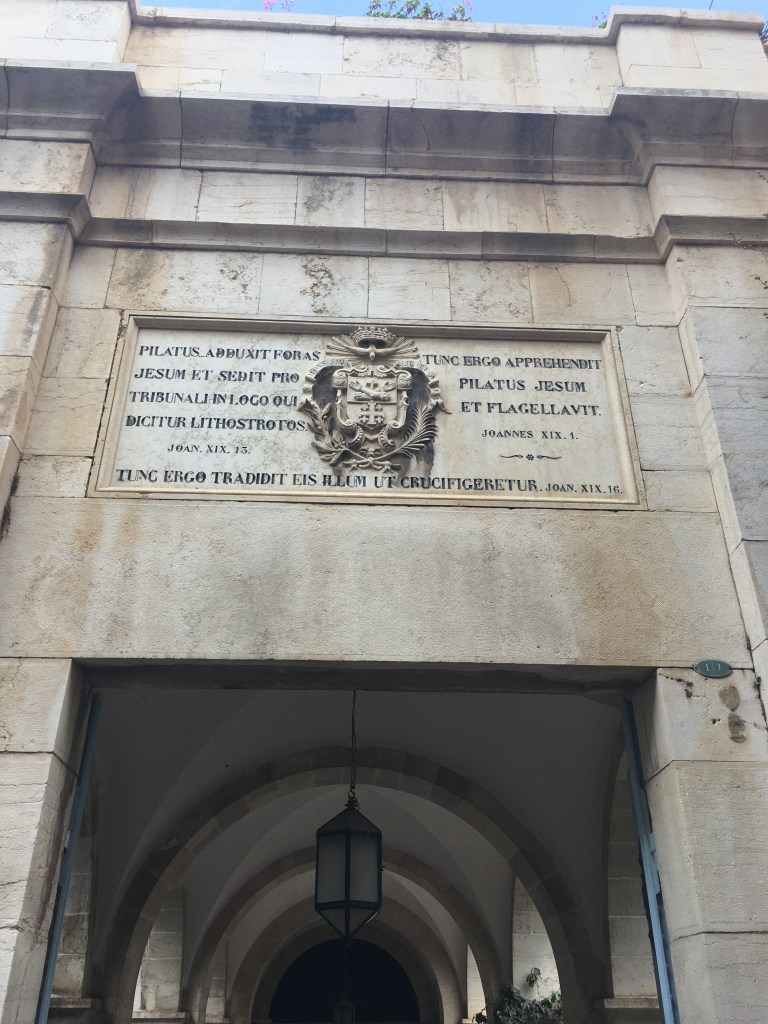 PILATUS ADDUXIT FORAS
JESUM ET SEDIT PRO
TRIBUNALI IN LOCO QUI
DICITUR LITHOSTROTOS.
JOAN. XIX. 13.
TUNC ERGO APPREHENDIT
PILATUS JESUM
ET FLAGELLAVIT.
JOANNES XIX. 1.
TUNC ERGO TRADIDIT EIS ILLUM UT CRUCIFIGERETUR. JOAN. XIX. 16.